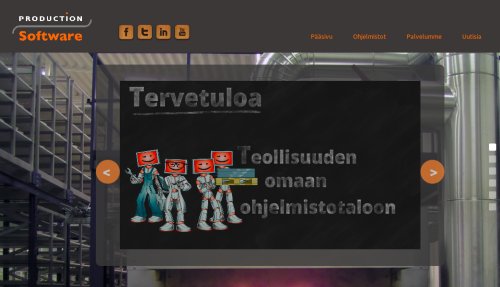 PRODUCTION
Software
Pääsivu Ohjelmistot Palvelumme Uutisia
Tervetuloa
Teollisuuden
omaan
ohjelmistotaloon